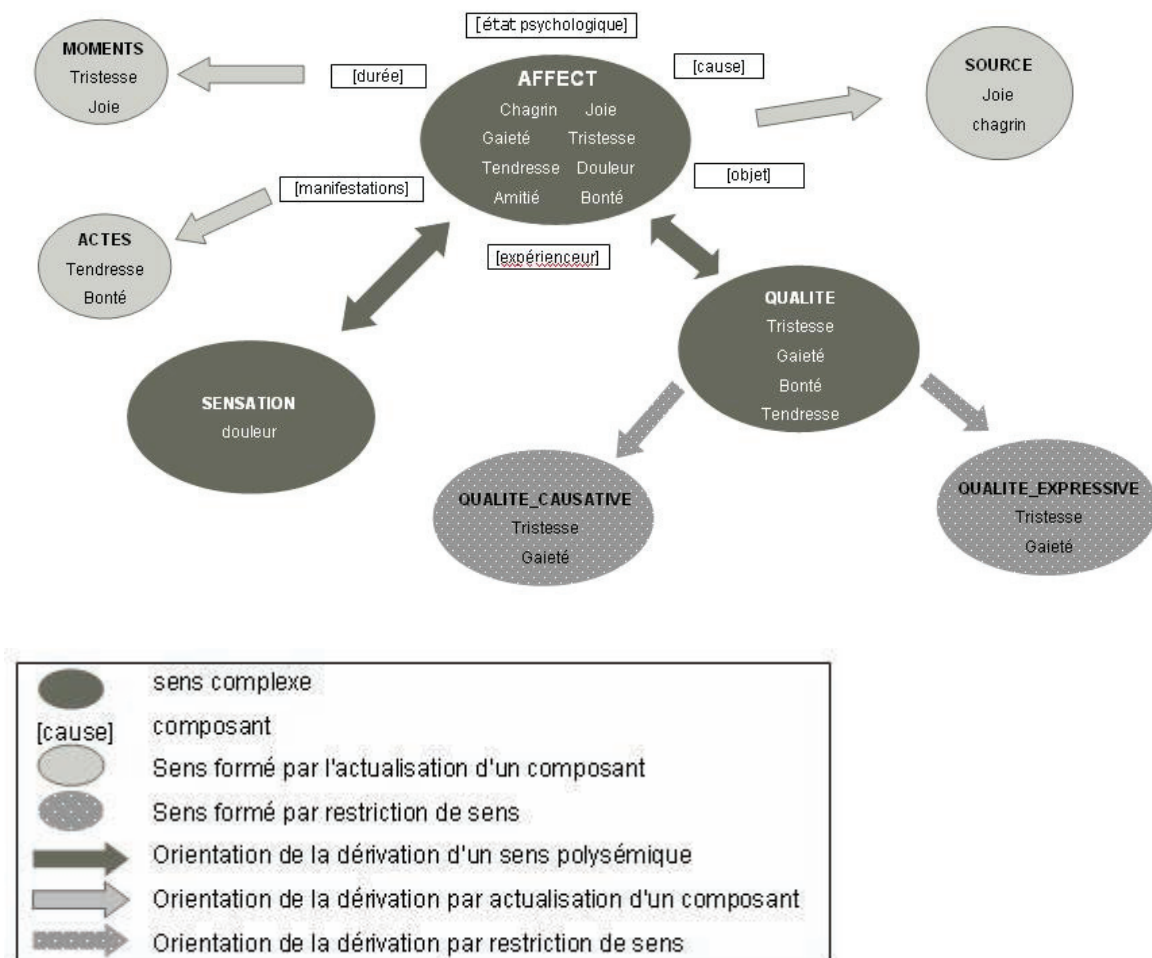 [état psychologique]
MOMENTS
Tristesse
Joie
[durée]
AFFECT
Chagrin Joie
Gaieté Tristesse
Tendresse Douleur
Amitié Bonté
[cause]
SOURCE
Joie
chagrin
[manifestations]
[objet]
ACTES
Tendresse
Bonté
[expérienceur]
QUALITE
Tristesse
Gaieté
Bonté
Tendresse
SENSATION
douleur
QUALITE_CAUSATIVE
Tristesse
Gaieté
QUALITE_EXPRESSIVE
Tristesse
Gaieté
sens complexe
[cause] composant
Sens formé par l'actualisation d'un composant
Sens formé par restriction de sens
Orientation de la dérivation d'un sens polysémique
Orientation de la dérivation par actualisation d'un composant
Orientation de la dérivation par restriction de sens